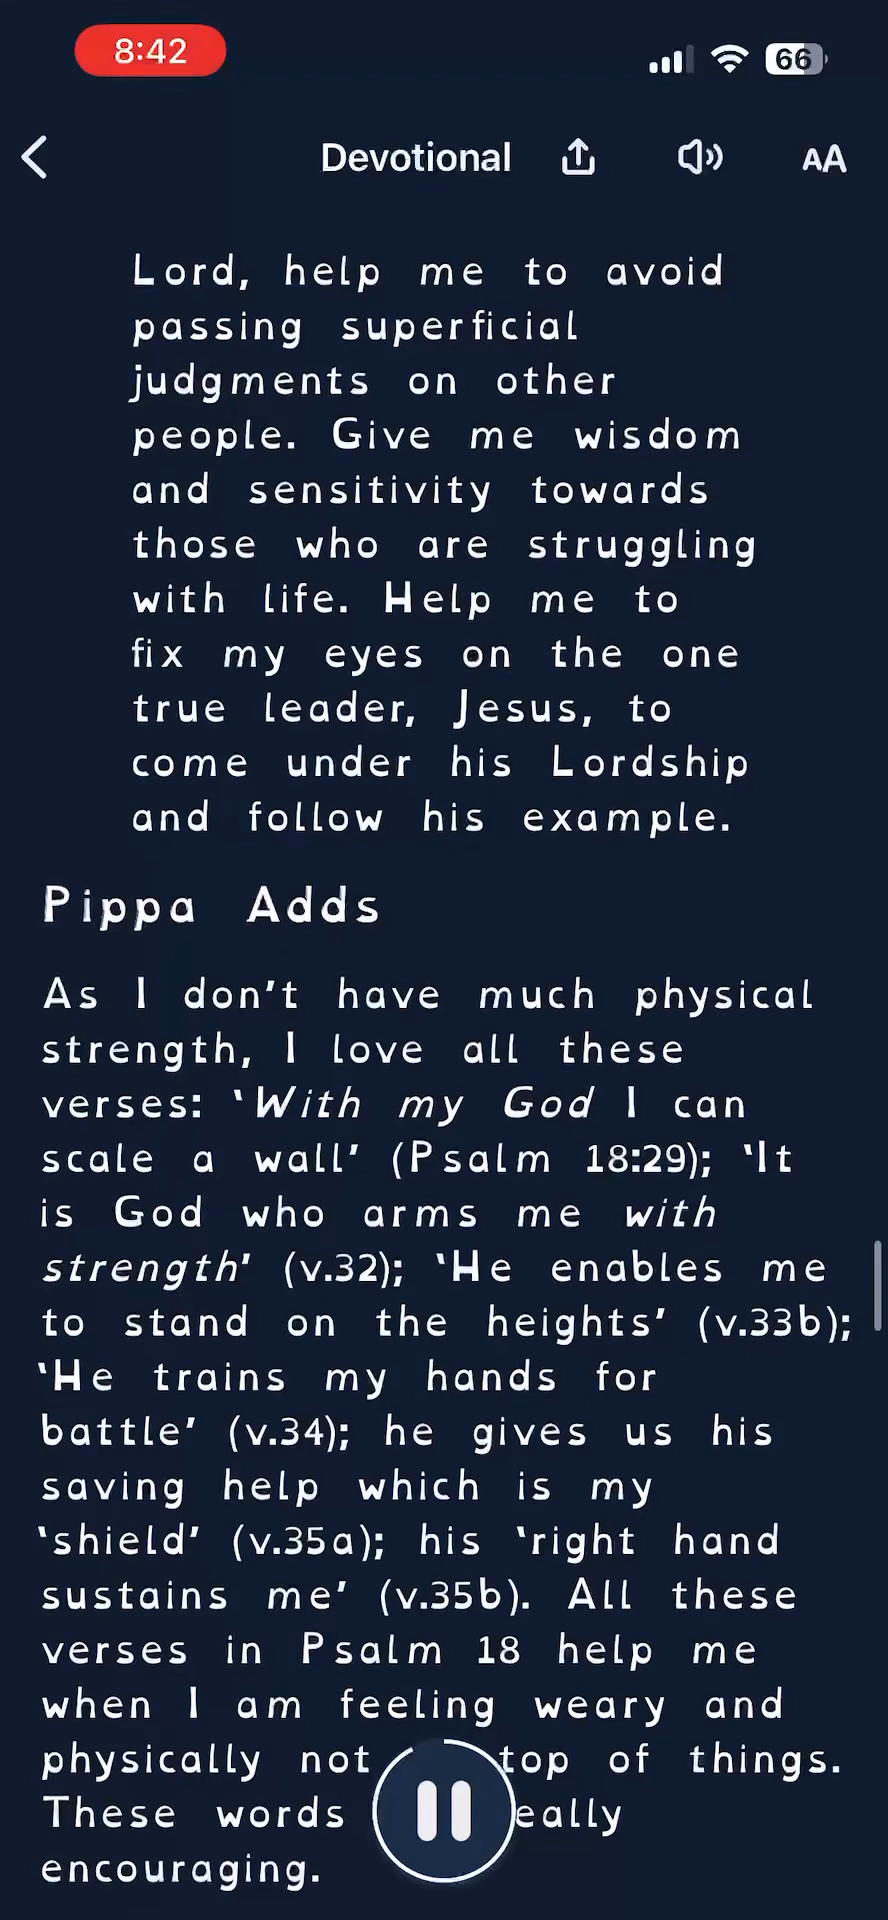 8:42
66
Devotional
AA
Lord, help me to avoid
passing superficial
judgments on other
people. Give me wisdom
and sensitivity towards
those who are struggling
with life. Help me to
fix my eyes on the one
true leader, Jesus, to
come under his Lordship
and follow his example.
Pippa Adds
As I don’t have much physical
strength, I love all these
verses: ‘With my God I can
scale a wall’ (Psalm 18:29); ‘It
is God who arms me with
strength’ (v.32); ‘He enables me
to stand on the heights’ (v.33b);
‘He trains my hands for
battle’ (v.34); he gives us his
saving help which is my
‘shield’ (v.35a); his ‘right hand
sustains me’ (v.35b). All these
verses in Psalm 18 help me
when I am feeling weary and
physically not top of things.
These words eally
encouraging.